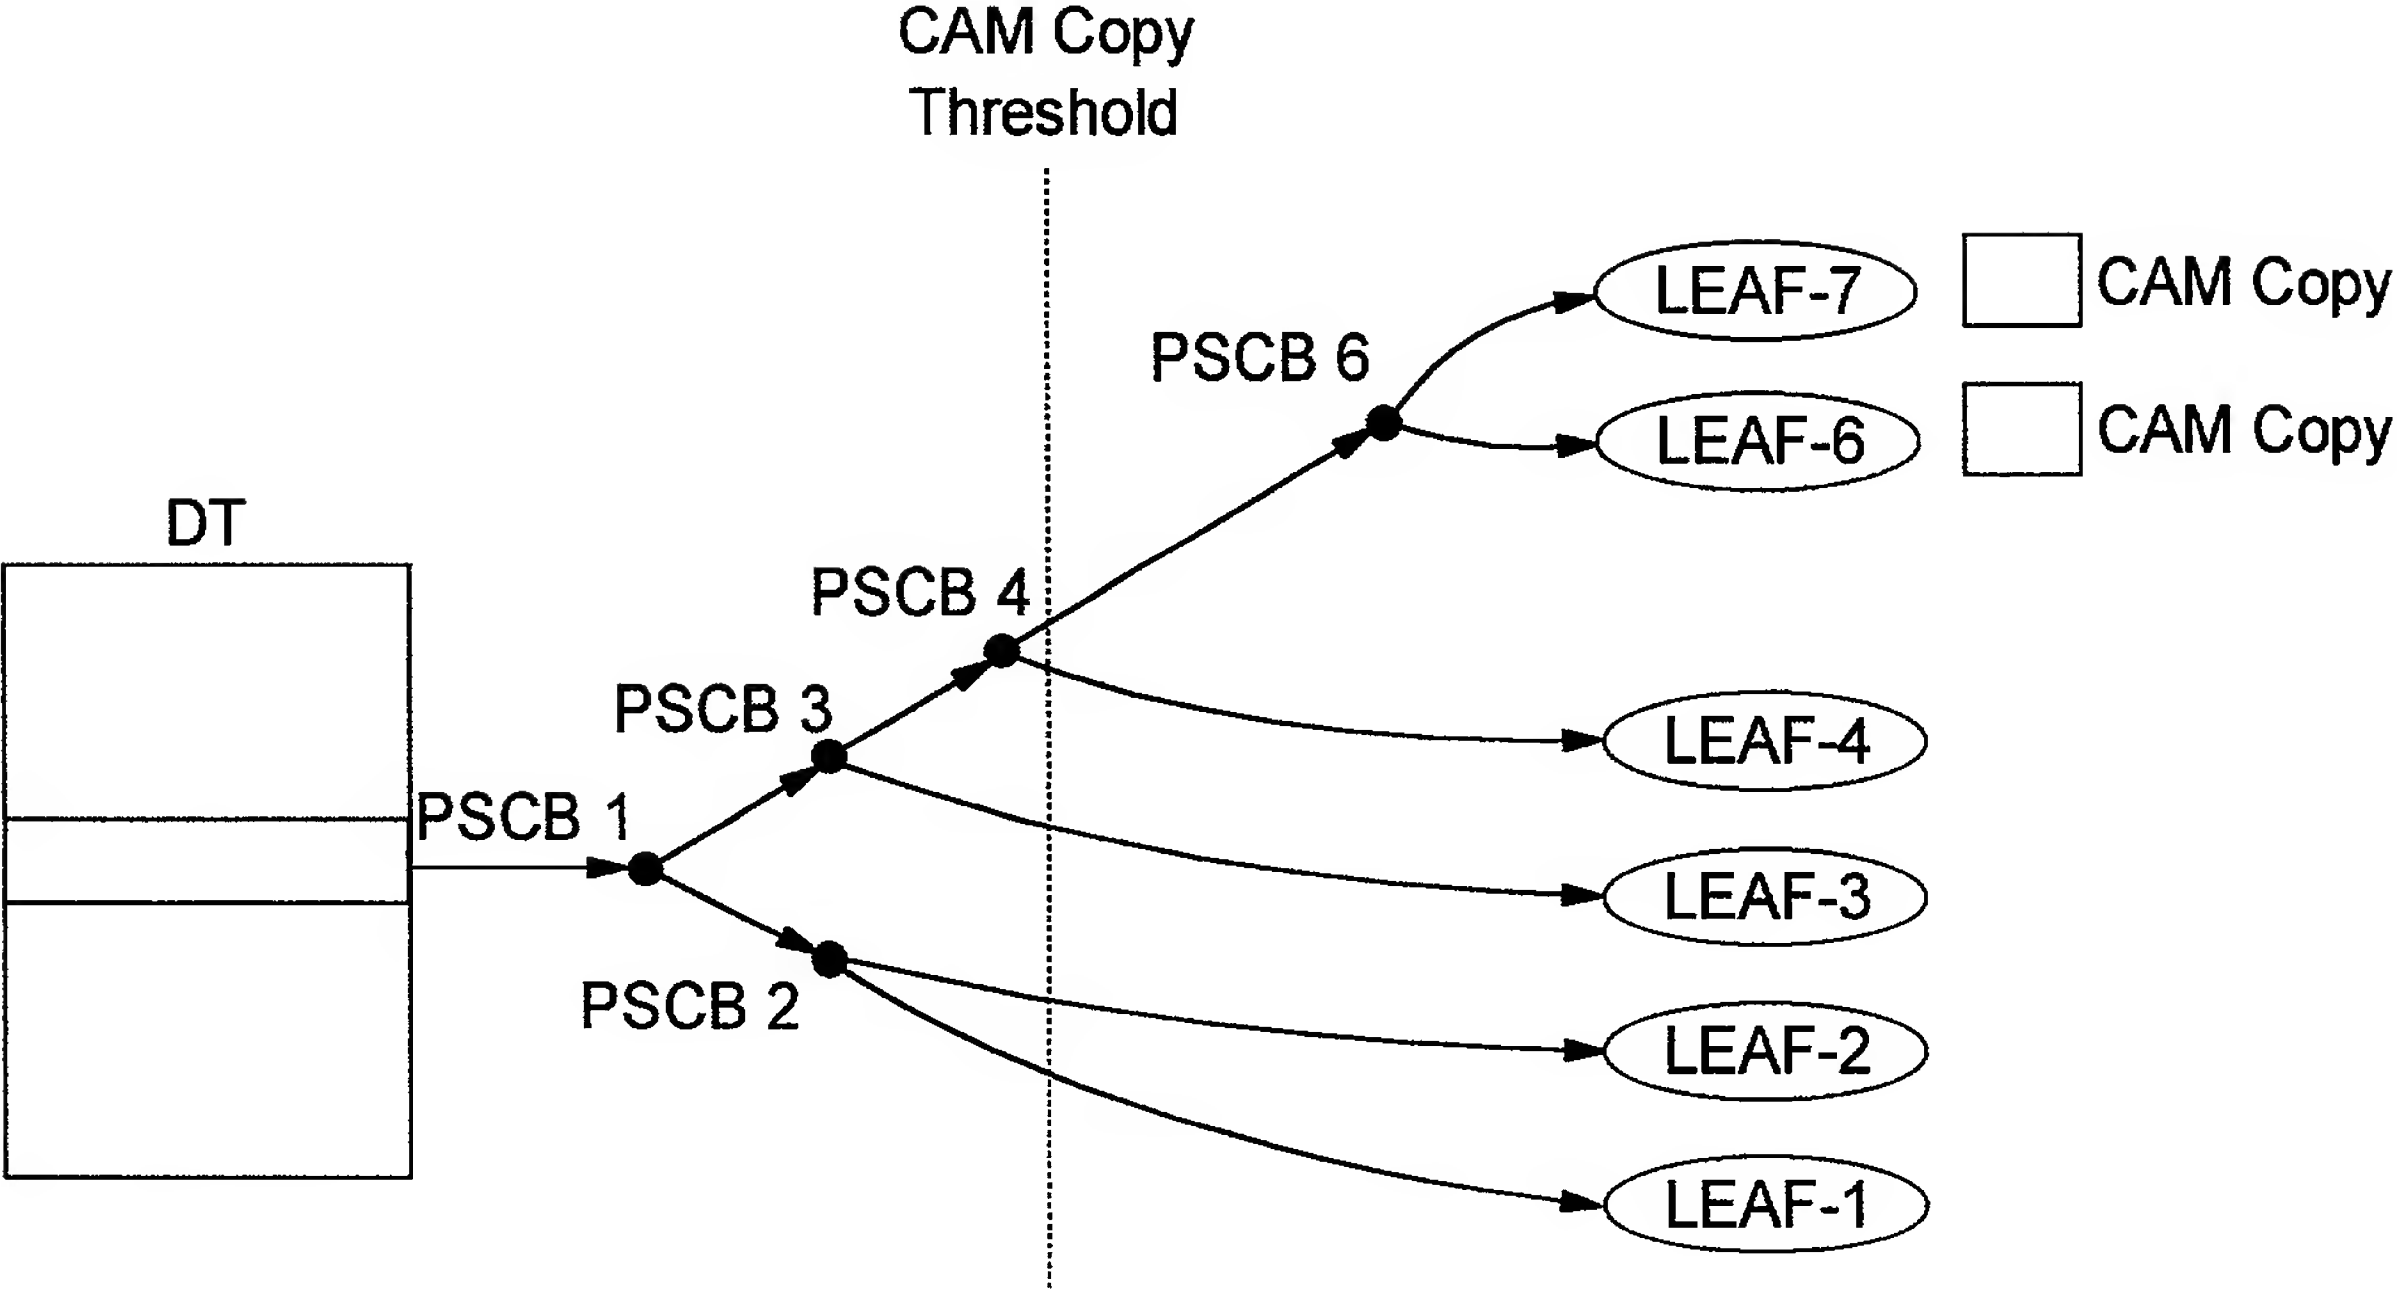 CAM Copy
Threshold
LEAF-7
CAM Copy
PSCB 6
LEAF-6
CAM Copy
DT
PSCB 4
PSCB 3
LEAF-4
PSCB 1
LEAF-3
PSCB 2
LEAF-2
LEAF-1